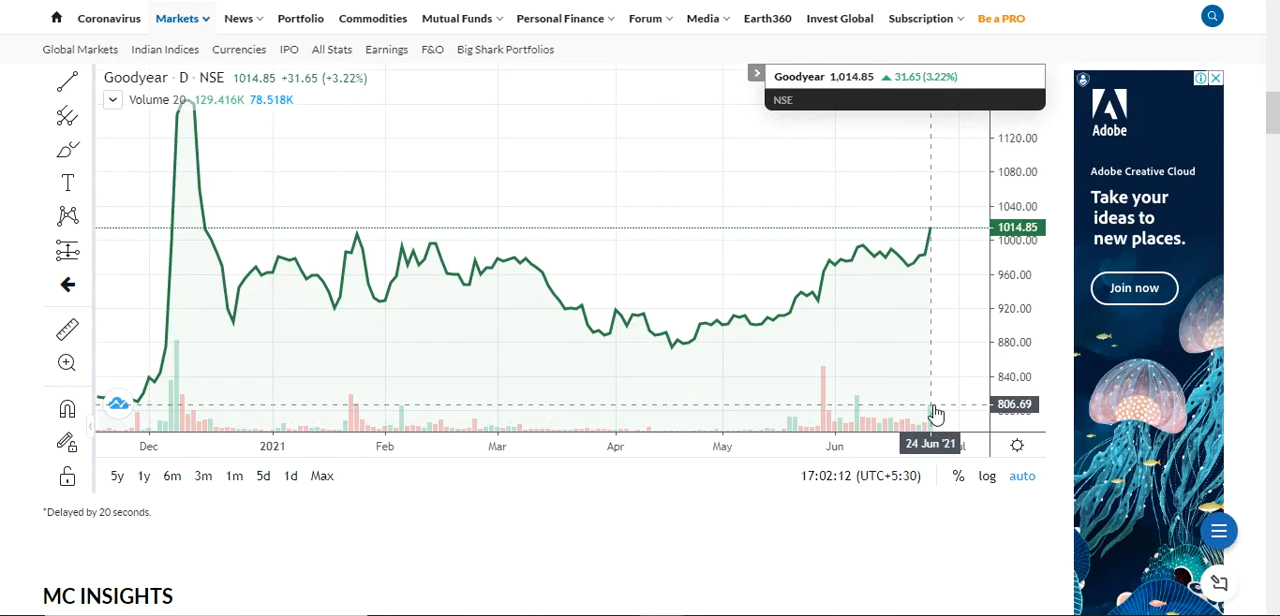 Coronavirus Markets News Portfolio Commodities Mutual Funds Personal Finance Forum Media Earth360 Invest Global Subscription Be a PRO
Global Markets Indian Indices Currencies IPO All Stats Earnings F&O Big Shark Portfolios
Goodyear · D · NSE 1014.85 +31.65 (+3.22%)
Volume 20 129.416K 78.518K
Goodyear 1,014.85 31.65 (3.22%)
NSE
1120.00
1080.00
1040.00
1014.85
1000.00
960.00
920.00
880.00
840.00
806.69
Dec 2021 Feb Mar Apr May Jun 24 Jun '21
5y 1y 6m 3m 1m 5d 1d Max 17:02:12 (UTC+5:30) % log auto
*Delayed by 20 seconds.
MC INSIGHTS
Adobe
Adobe Creative Cloud
Take your
ideas to
new places.
Join now